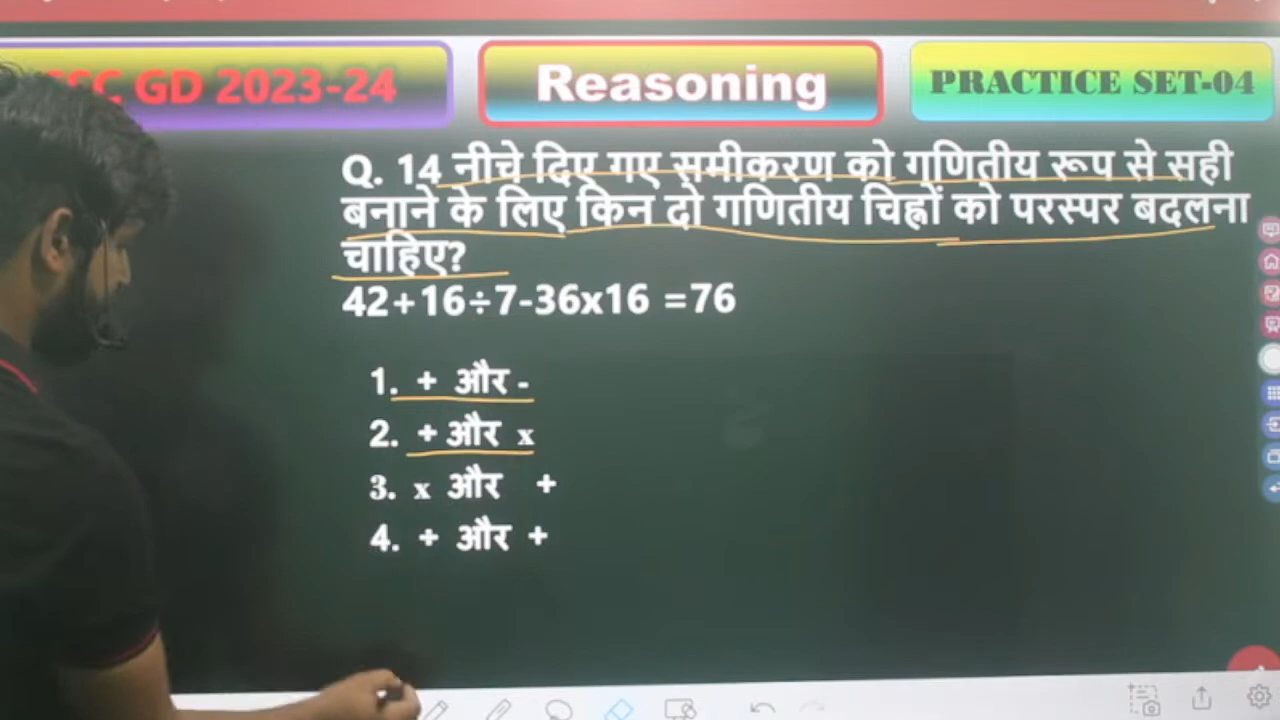 SSC GD 2023-24
Reasoning
PRACTICE SET-04
Q. 14 नीचे दिए गए समीकरण को गणितीय रूप से सही
बनाने के लिए किन दो गणितीय चिह्नों को परस्पर बदलना
चाहिए?
42+16÷7-36x16 =76
1. + और -
2. + और x
3. x और +
4. + और +